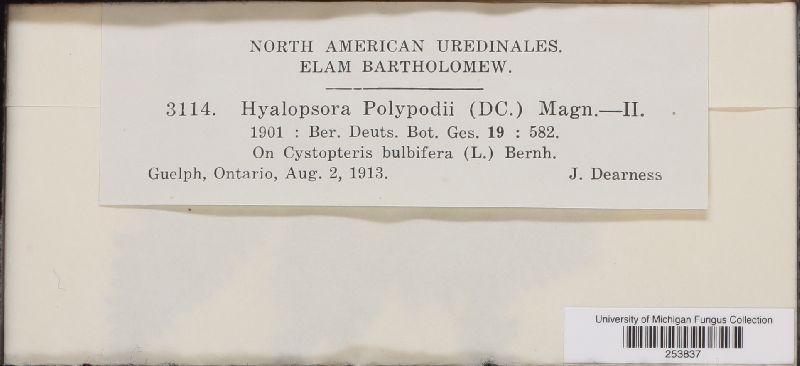 NORTH AMERICAN UREDINALES.
ELAM BARTHOLOMEW.
3114. Hyalopsora Polypodii (DC.) Magn.—II.
1901 : Ber. Deuts. Bot. Ges. 19 : 582.
On Cystopteris bulbifera (L.) Bernh.
Guelph, Ontario, Aug. 2, 1913. J. Dearness
University of Michigan Fungus Collection
253837